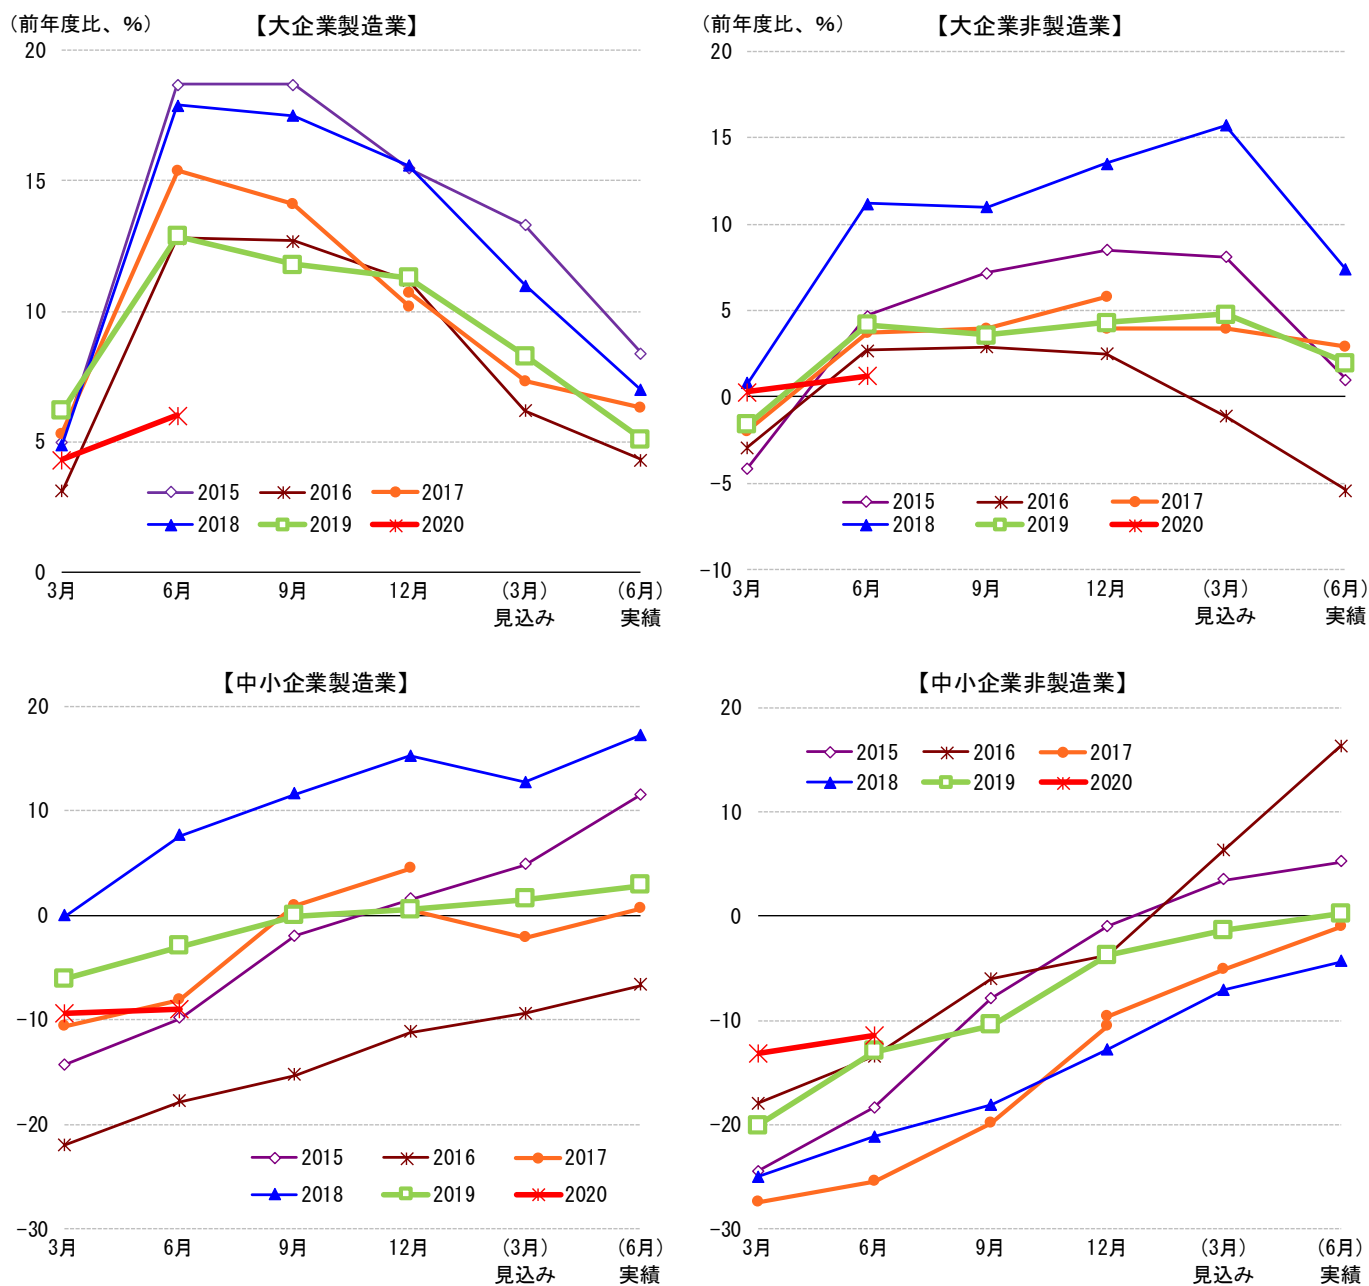 (前年度比、%)
【大企業製造業】
20
15
10
5
0
2015
2016
2017
2018
2019
2020
3月
6月
9月
12月
(3月)
見込み
(6月)
実績
(前年度比、%)
【大企業非製造業】
20
15
10
5
0
-5
-10
2015
2016
2017
2018
2019
2020
3月
6月
9月
12月
(3月)
見込み
(6月)
実績
【中小企業製造業】
20
10
0
-10
-20
-30
2015
2016
2017
2018
2019
2020
3月
6月
9月
12月
(3月)
見込み
(6月)
実績
【中小企業非製造業】
20
10
0
-10
-20
-30
2015
2016
2017
2018
2019
2020
3月
6月
9月
12月
(3月)
見込み
(6月)
実績